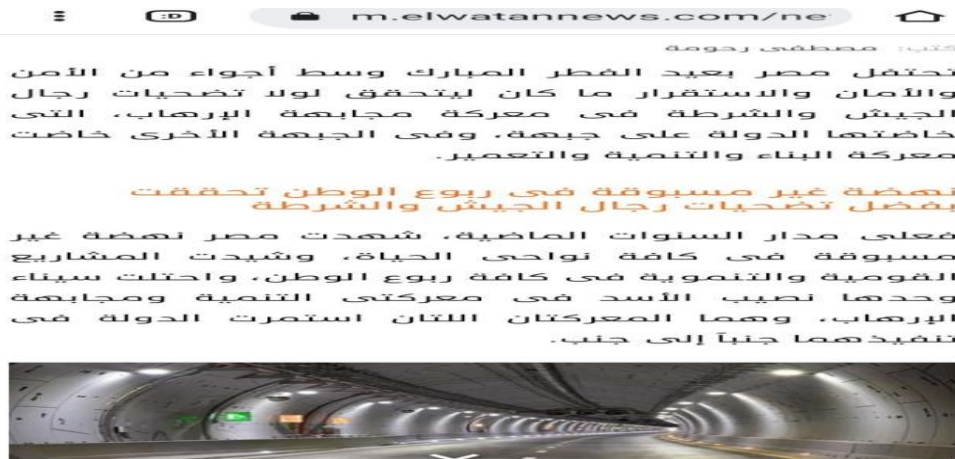 :D
m.elwatannews.com/ne
كتب: مصطفى رحومة
تحتفل مصر بعيد الفطر المبارك وسط أجواء من الأمن
والأمان والاستقرار ما كان ليتحقق لولا تضحيات رجال
الجيش والشرطة فى معركة مجابهة الإرهاب، التى
خاضتها الدولة على جبهة، وفى الجبهة الأخرى خاضت
معركة البناء والتنمية والتعمير.
نهضة غير مسبوقة فى ربوع الوطن تحققت
بفضل تضحيات رجال الجيش والشرطة
فعلى مدار السنوات الماضية، شهدت مصر نهضة غير
مسبوقة فى كافة نواحى الحياة، وشيدت المشاريع
القومية والتنموية فى كافة ربوع الوطن، واحتلت سيناء
وحدها نصيب الأسد فى معركتى التنمية ومجابهة
الإرهاب، وهما المعركتان اللتان استمرت الدولة فى
تنفيذهما جنباً إلى جنب.